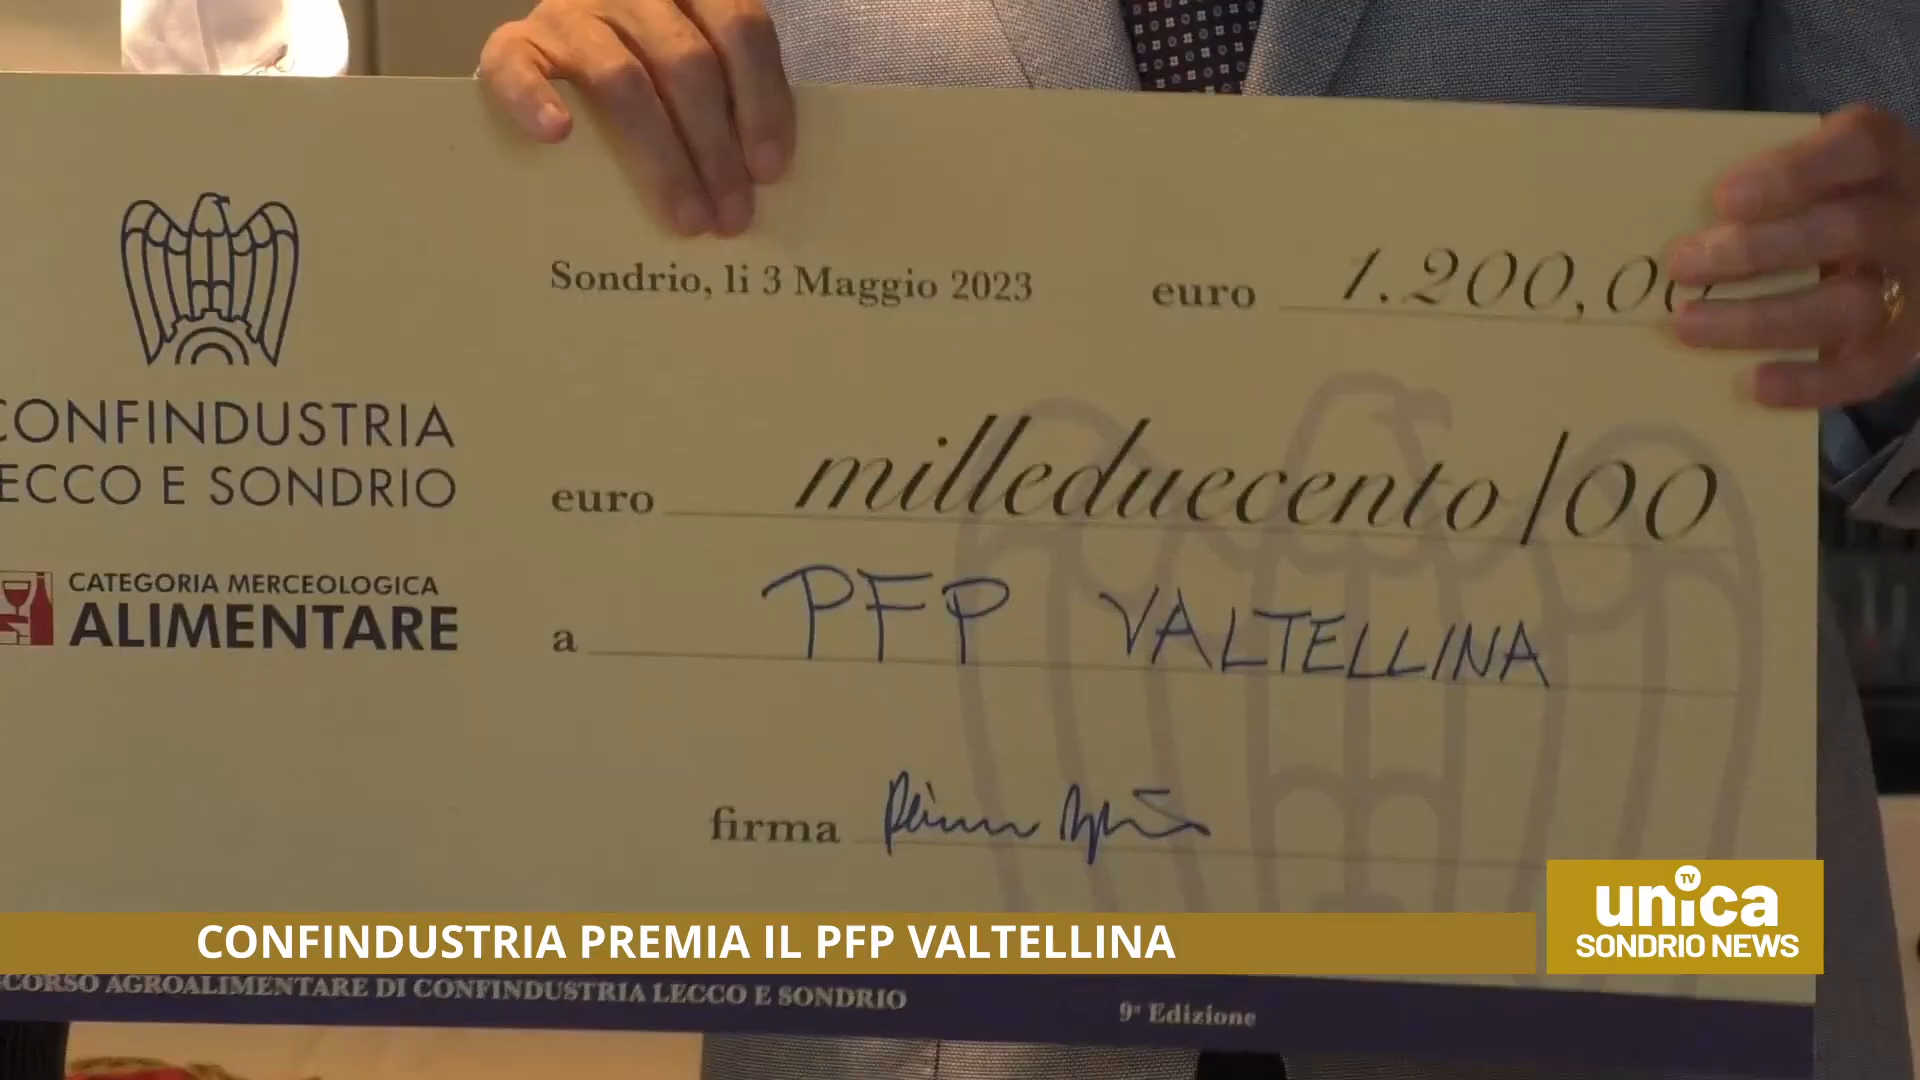 Sondrio, li 3 Maggio 2023
euro 1.200,0
CONFINDUSTRIA
LECCO E SONDRIO
euro milleduecento/00
CATEGORIA MERCEOLOGICA
ALIMENTARE
a PFP VALTELLINA
firma
unica TV
SONDRIO NEWS
CONFINDUSTRIA PREMIA IL PFP VALTELLINA
CORSO AGROALIMENTARE DI CONFINDUSTRIA LECCO E SONDRIO
9ª Edizione